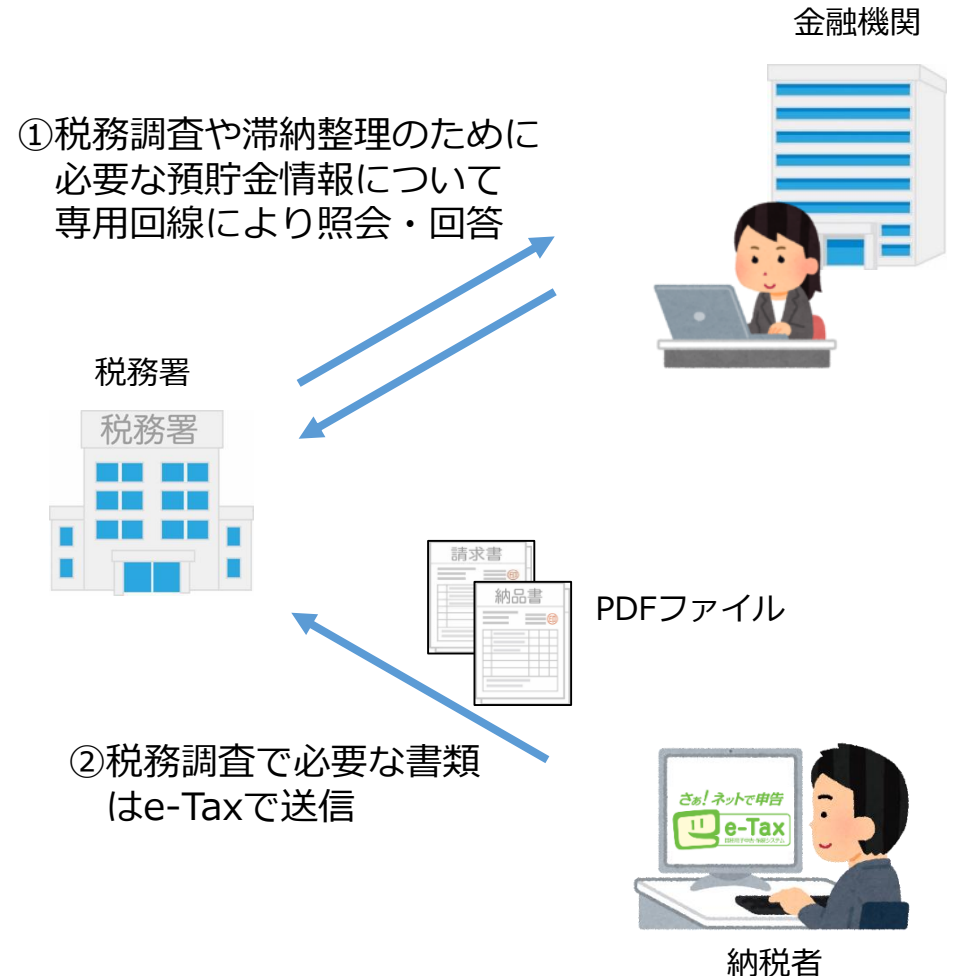 金融機関
①税務調査や滞納整理のために
必要な預貯金情報について
専用回線により照会・回答
税務署
税務署
請求書
納品書
PDFファイル
②税務調査で必要な書類
はe-Taxで送信
さぁ!ネットで申告
e-Tax
納税者